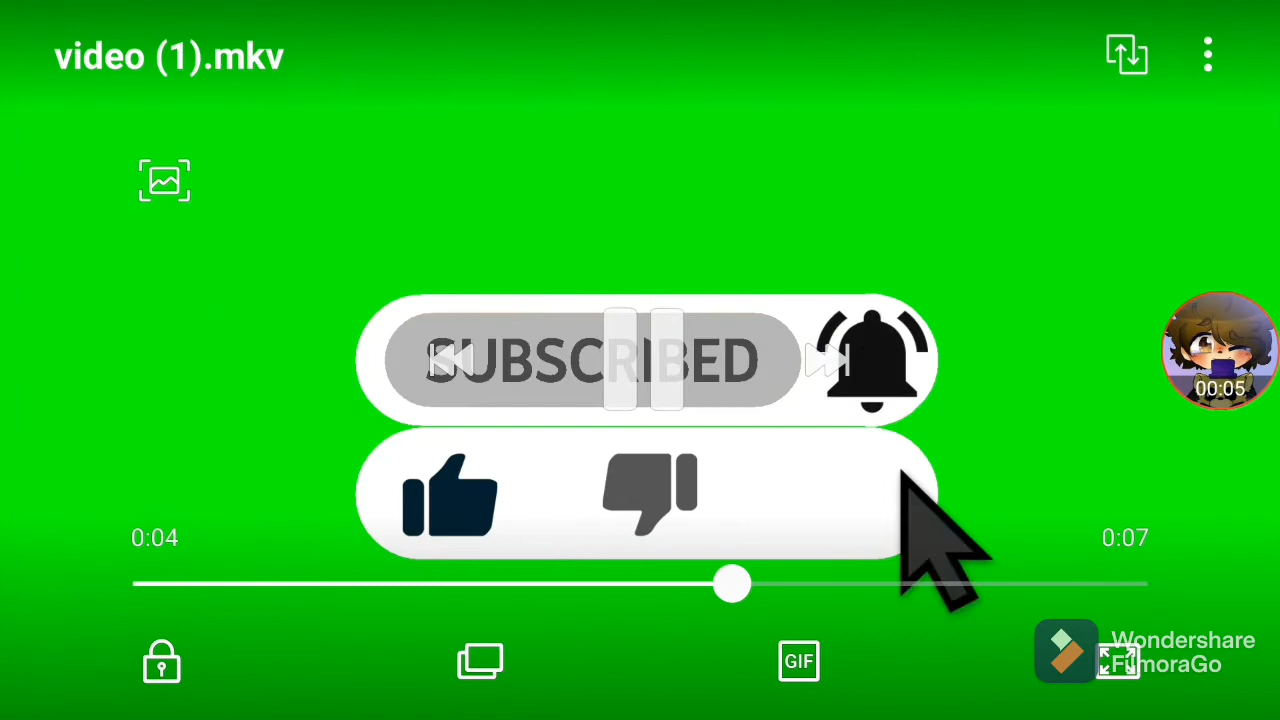 video (1).mkv
SUBSCRIBED
00:05
0:04
0:07
GIF
Wondershare
FilmoraGo